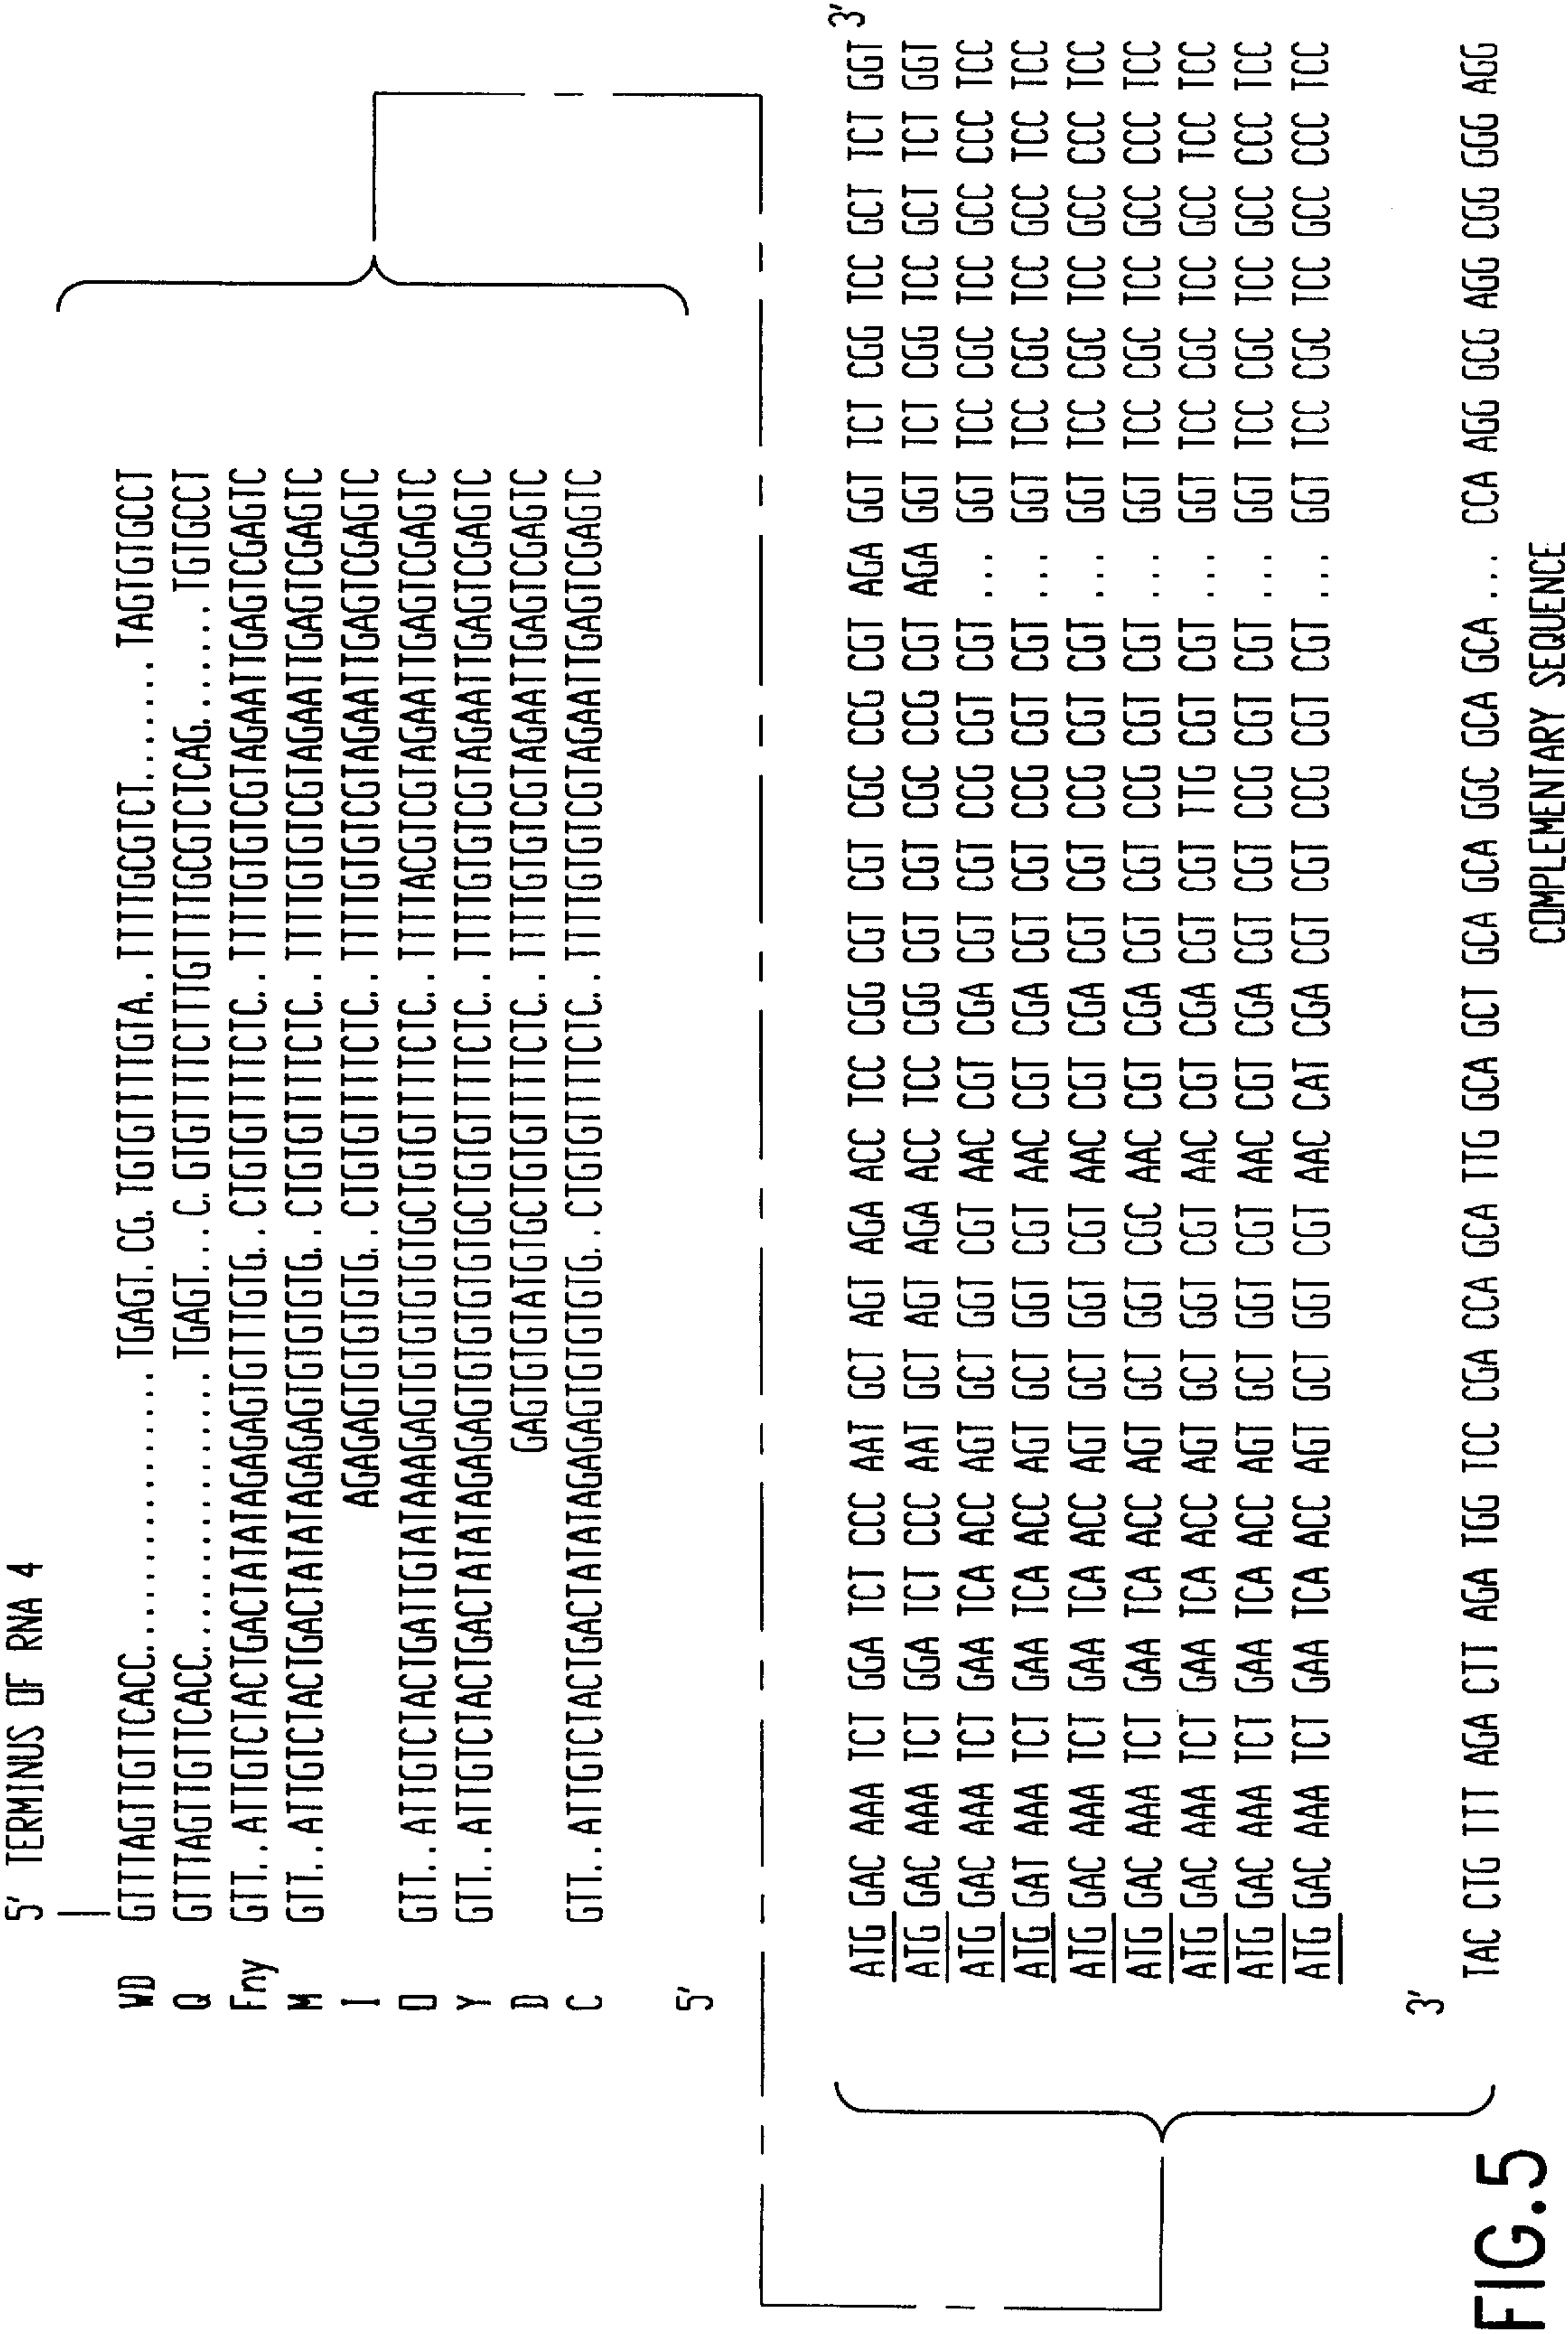 5' TERMINUS OF RNA 4
WD GTTTAGTTGTTCACC....................... TGAGT. CG. TGTGTTTTGTA.. TTTTGCGTCT...... TAGTGTGCCT
Q GTTTAGTTGTTCACC....................... TGAGT... C. GTGTTTTCTTTGTTTTGCGTCTCAG...... TGTGCCT
Fny GTT.. ATTGTCTACTGACTATATAGAGAGTGTTTGTG.. CTGTGTTTTCTC.. TTTTGTGTCGTAGAATTGAGTCGAGTC
M GTT.. ATTGTCTACTGACTATATAGAGAGTGTGTGTG.. CTGTGTTTTCTC.. TTTTGTGTCGTAGAATTGAGTCGAGTC
I AGAGAGTGTGTGTG.. CTGTGTTTTCTC.. TTTTGTGTCGTAGAATTGAGTCGAGTC
O GTT.. ATTGTCTACTGATTGTATAAAGAGTGTGTGTGTGCTGTGTTTTCTC.. TTTTACGTCGTAGAATTGAGTCGAGTC
Y GTT.. ATTGTCTACTGACTATATAGAGAGTGTGTGTGTGCTGTGTTTTCTC.. TTTTGTGTCGTAGAATTGAGTCGAGTC
D GAGTGTGTATGTGCTGTGTTTTCTC.. TTTTGTGTCGTAGAATTGAGTCGAGTC
C GTT.. ATTGTCTACTGACTATATAGAGAGTGTGTGTG.. CTGTGTTTTCTC.. TTTTGTGTCGTAGAATTGAGTCGAGTC
5' 3'
ATG GAC AAA TCT GGA TCT CCC AAT GCT AGT AGA ACC TCC CGG CGT CGT CGC CCG CGT AGA GGT TCT CGG TCC GCT TCT GGT
ATG GAC AAA TCT GGA TCT CCC AAT GCT AGT AGA ACC TCC CGG CGT CGT CGC CCG CGT AGA GGT TCT CGG TCC GCT TCT GGT
ATG GAC AAA TCT GAA TCA ACC AGT GCT GGT CGT AAC CGT CGA CGT CGT CCG CGT CGT ... GGT TCC CGC TCC GCC CCC TCC
ATG GAT AAA TCT GAA TCA ACC AGT GCT GGT CGT AAC CGT CGA CGT CGT CCG CGT CGT ... GGT TCC CGC TCC GCC TCC TCC
ATG GAC AAA TCT GAA TCA ACC AGT GCT GGT CGT AAC CGT CGA CGT CGT CCG CGT CGT ... GGT TCC CGC TCC GCC CCC TCC
ATG GAC AAA TCT GAA TCA ACC AGT GCT GGT CGC AAC CGT CGA CGT CGT CCG CGT CGT ... GGT TCC CGC TCC GCC CCC TCC
ATG GAC AAA TCT GAA TCA ACC AGT GCT GGT CGT AAC CGT CGA CGT CGT TTG CGT CGT ... GGT TCC CGC TCC GCC TCC TCC
ATG GAC AAA TCT GAA TCA ACC AGT GCT GGT CGT AAC CGT CGA CGT CGT CCG CGT CGT ... GGT TCC CGC TCC GCC CCC TCC
ATG GAC AAA TCT GAA TCA ACC AGT GCT GGT CGT AAC CAT CGA CGT CGT CCG CGT CGT ... GGT TCC CGC TCC GCC CCC TCC
3'
TAC CTG TTT AGA CTT AGA TGG TCC CGA CCA GCA TTG GCA GCT GCA GCA GGC GCA GCA ... CCA AGG GCG AGG CGG GGG AGG
COMPLEMENTARY SEQUENCE
FIG.5